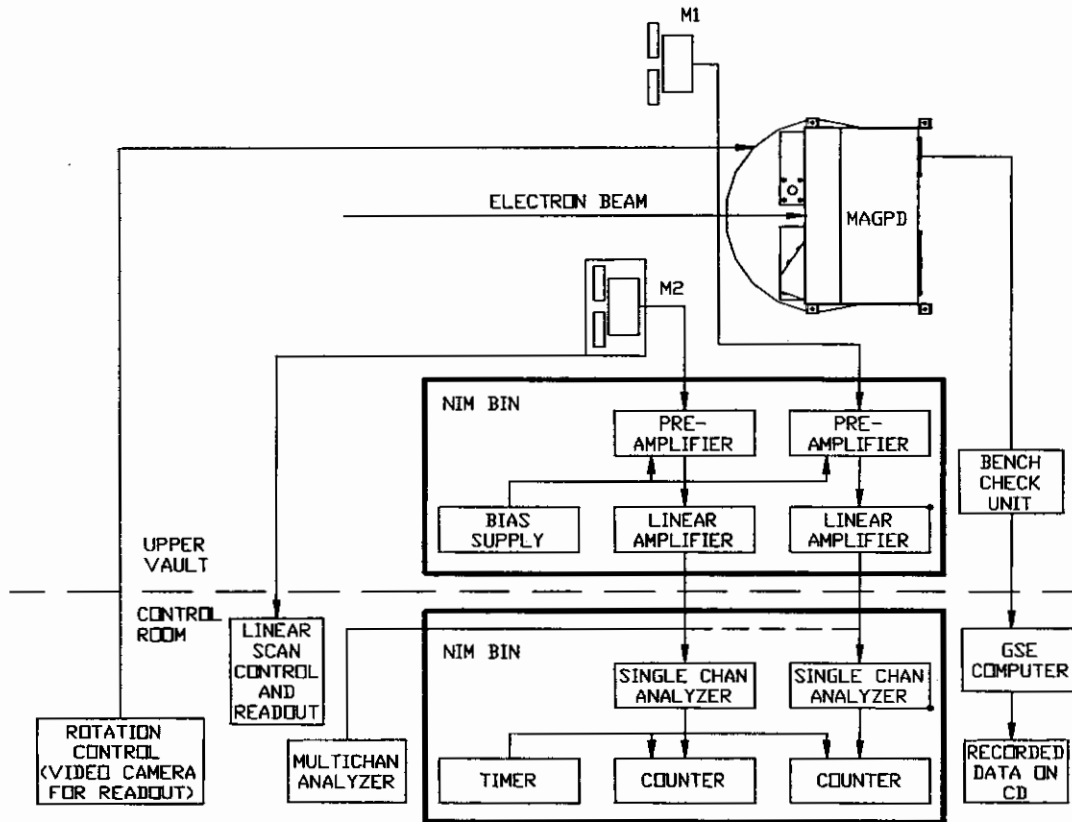 M1
ELECTRON BEAM
MAGPD
M2
NIM BIN
PRE-
AMPLIFIER
PRE-
AMPLIFIER
BENCH
CHECK
UNIT
BIAS
SUPPLY
LINEAR
AMPLIFIER
LINEAR
AMPLIFIER
UPPER
VAULT
CONTROL
ROOM
LINEAR
SCAN
CONTROL
AND
READOUT
NIM BIN
GSE
COMPUTER
SINGLE CHAN
ANALYZER
SINGLE CHAN
ANALYZER
ROTATION
CONTROL
(VIDEO CAMERA
FOR READOUT)
MULTICHAN
ANALYZER
TIMER
COUNTER
COUNTER
RECORDED
DATA ON
CD